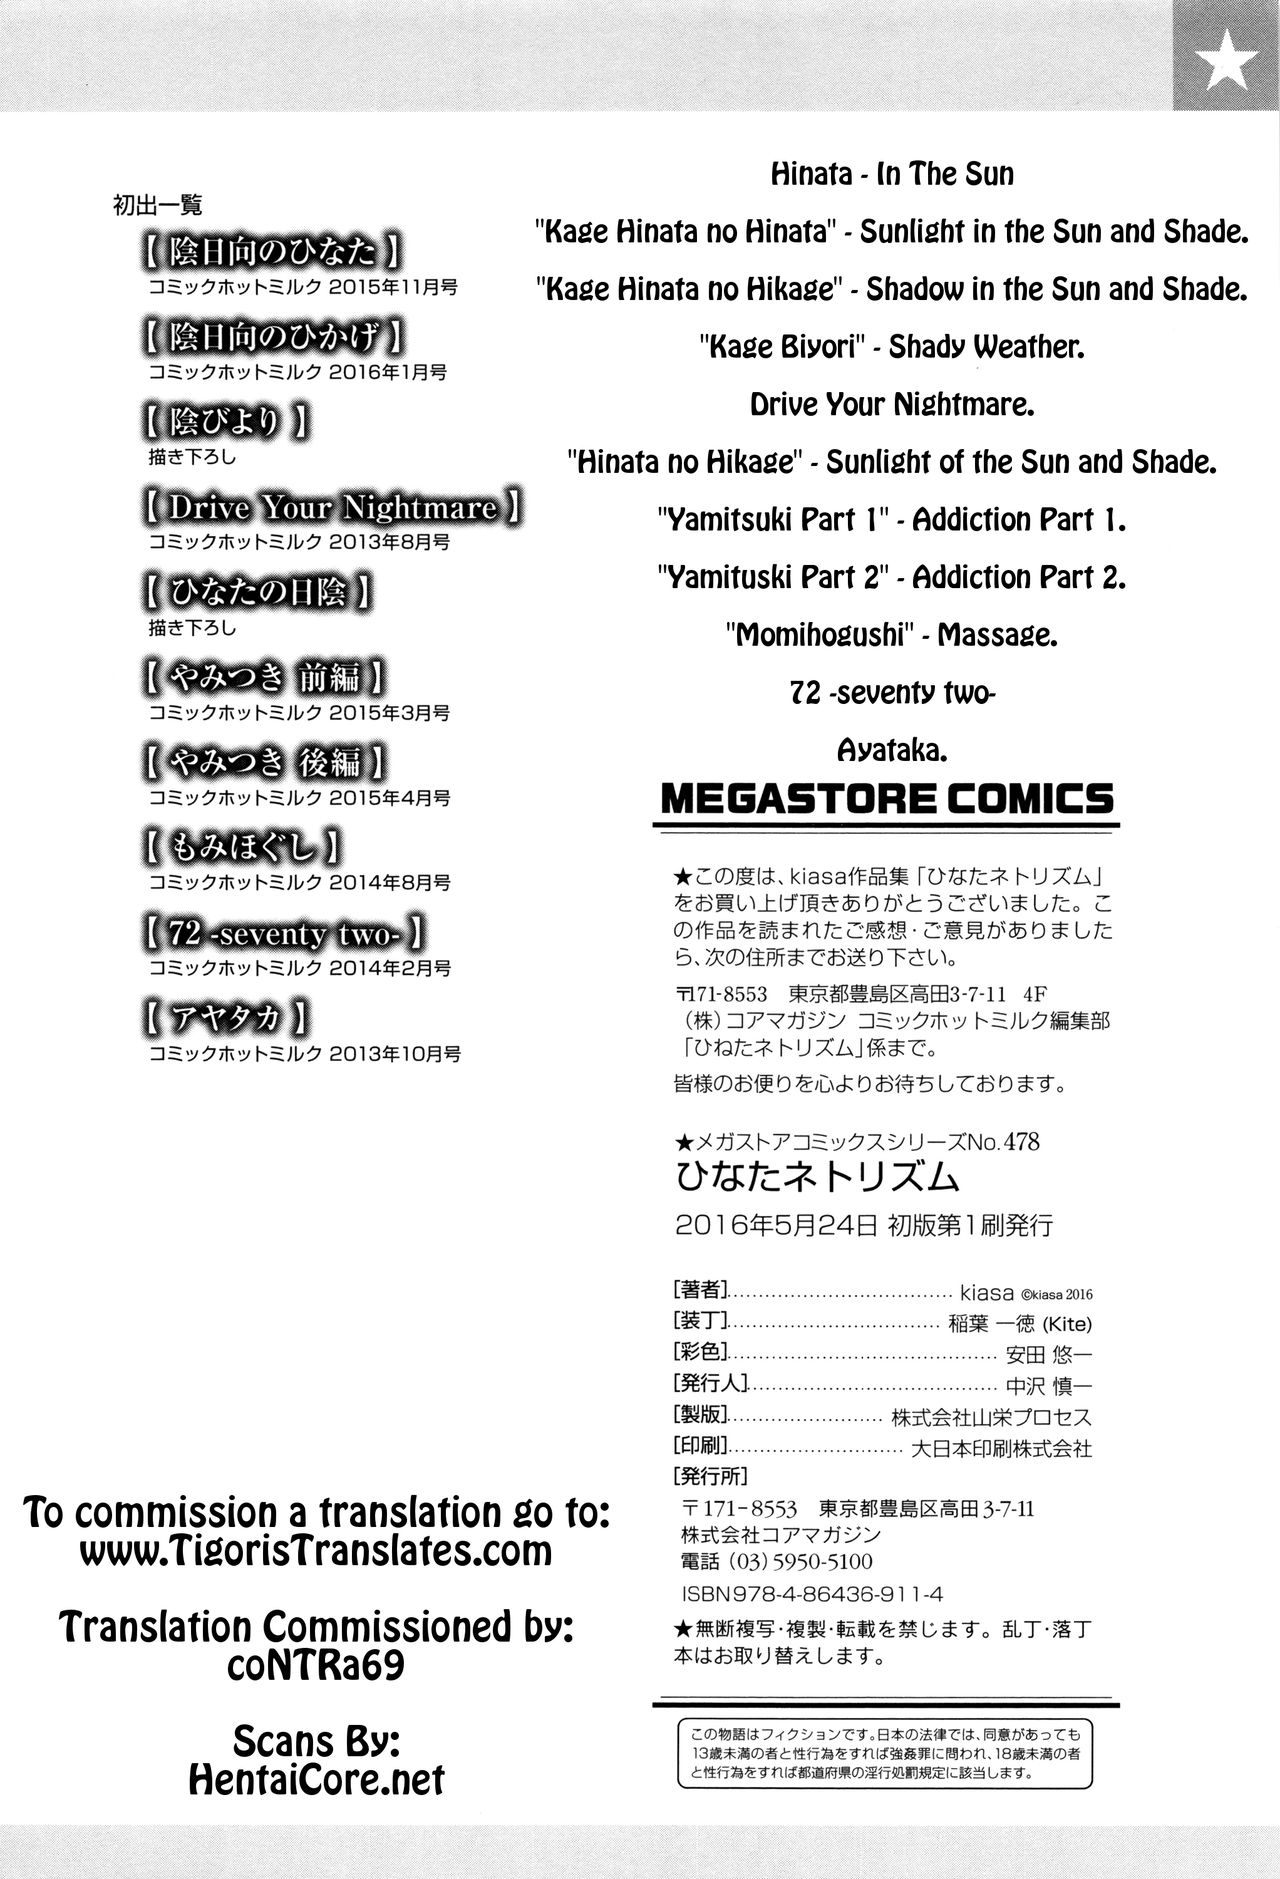 初出一覧
【 陰日向のひなた 】
コミックホットミルク 2015年11月号
【 陰日向のひかげ 】
コミックホットミルク 2016年1月号
【 陰びより 】
描き下ろし
【 Drive Your Nightmare 】
コミックホットミルク 2013年8月号
【 ひなたの日陰 】
描き下ろし
【 やみつき 前編 】
コミックホットミルク 2015年3月号
【 やみつき 後編 】
コミックホットミルク 2015年4月号
【 もみほぐし 】
コミックホットミルク 2014年8月号
【 72 -seventy two- 】
コミックホットミルク 2014年2月号
【 アヤタカ 】
コミックホットミルク 2013年10月号
Hinata - In The Sun
"Kage Hinata no Hinata" - Sunlight in the Sun and Shade.
"Kage Hinata no Hikage" - Shadow in the Sun and Shade.
"Kage Biyori" - Shady Weather.
Drive Your Nightmare.
"Hinata no Hikage" - Sunlight of the Sun and Shade.
"Yamitsuki Part 1" - Addiction Part 1.
"Yamituski Part 2" - Addiction Part 2.
"Momihogushi" - Massage.
72 -seventy two-
Ayataka.
MEGASTORE COMICS
★この度は、kiasa作品集「ひなたネトリズム」
をお買い上げ頂きありがとうございました。こ
の作品を読まれたご感想・ご意見がありました
ら、次の住所までお送り下さい。
〒171-8553 東京都豊島区高田3-7-11 4F
（株）コアマガジン コミックホットミルク編集部
「ひねたネトリズム」係まで。
皆様のお便りを心よりお待ちしております。
★メガストアコミックスシリーズNo.478
ひなたネトリズム
2016年5月24日 初版第1刷発行
[著者].................................... kiasa ©kiasa 2016
[装丁]................................... 稲葉 一徳 (Kite)
[彩色]............................................ 安田 悠一
[発行人]......................................... 中沢 慎一
[製版]......................... 株式会社山栄プロセス
[印刷]............................ 大日本印刷株式会社
[発行所]
〒171-8553 東京都豊島区高田3-7-11
株式会社コアマガジン
電話 (03)5950-5100
ISBN978-4-86436-911-4
★無断複写・複製・転載を禁じます。乱丁・落丁
本はお取り替えします。
この物語はフィクションです。日本の法律では、同意があっても
13歳未満の者と性行為をすれば強姦罪に問われ、18歳未満の者
と性行為をすれば都道府県の淫行処罰規定に該当します。
To commission a translation go to:
www.TigorisTranslates.com
Translation Commissioned by:
coNTRa69
Scans By:
HentaiCore.net